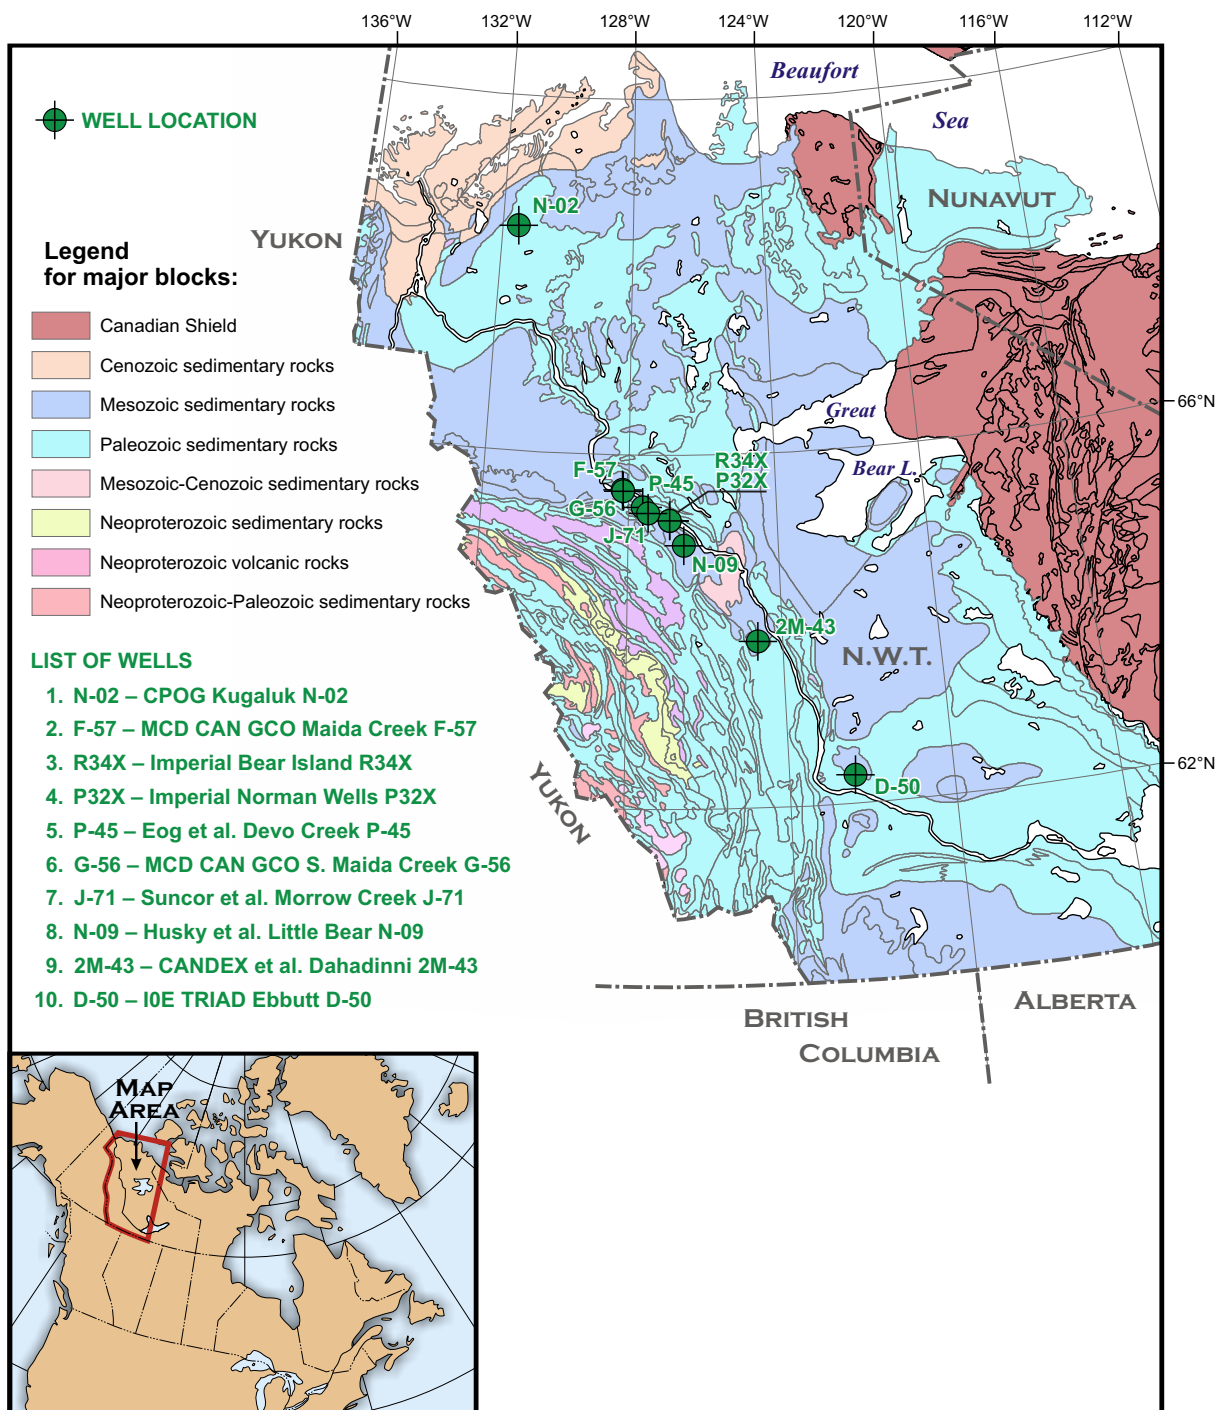 136°W 132°W 128°W 124°W 120°W 116°W 112°W
Beaufort
Sea
WELL LOCATION
NUNAVUT
N-02
YUKON
Legend
for major blocks:
Canadian Shield
Cenozoic sedimentary rocks
Mesozoic sedimentary rocks
Paleozoic sedimentary rocks
Mesozoic-Cenozoic sedimentary rocks
Neoproterozoic sedimentary rocks
Neoproterozoic volcanic rocks
Neoproterozoic-Paleozoic sedimentary rocks
66°N
Great
Bear L.
R34X
P32X
F-57
P-45
G-56
J-71
N-09
2M-43
N.W.T.
62°N
D-50
YUKON
LIST OF WELLS
1. N-02 – CPOG Kugaluk N-02
2. F-57 – MCD CAN GCO Maida Creek F-57
3. R34X – Imperial Bear Island R34X
4. P32X – Imperial Norman Wells P32X
5. P-45 – Eog et al. Devo Creek P-45
6. G-56 – MCD CAN GCO S. Maida Creek G-56
7. J-71 – Suncor et al. Morrow Creek J-71
8. N-09 – Husky et al. Little Bear N-09
9. 2M-43 – CANDEX et al. Dahadinni 2M-43
10. D-50 – I0E TRIAD Ebbutt D-50
BRITISH
COLUMBIA
ALBERTA
MAP
AREA